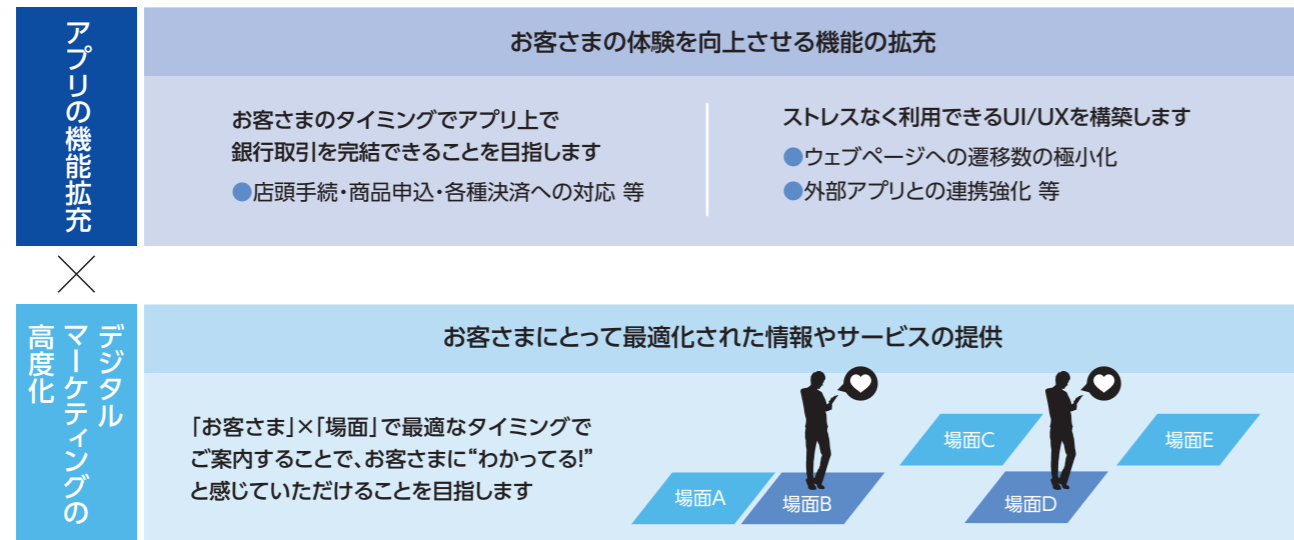 アプリの機能拡充
お客さまの体験を向上させる機能の拡充
お客さまのタイミングでアプリ上で
銀行取引を完結できることを目指します
●店頭手続・商品申込・各種決済への対応 等
ストレスなく利用できるUI/UXを構築します
●ウェブページへの遷移数の極小化
●外部アプリとの連携強化 等
×
デジタル
マーケティングの
高度化
お客さまにとって最適化された情報やサービスの提供
「お客さま」×「場面」で最適なタイミングで
ご案内することで、お客さまに“わかってる!”
と感じていただけることを目指します
場面A
場面B
場面C
場面D
場面E